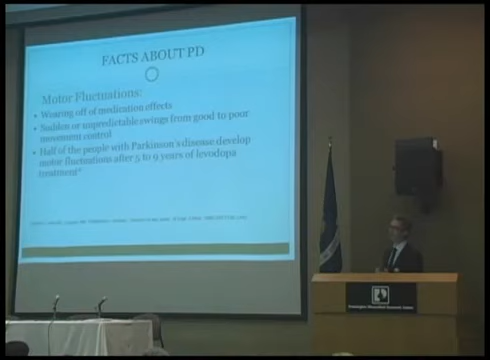 FACTS ABOUT PD
Motor Fluctuations:
• Wearing off of medication effects
• Sudden or unpredictable swings from good to poor
movement control
• Half of the people with Parkinson's disease develop
motor fluctuations after 5 to 9 years of levodopa
treatment*